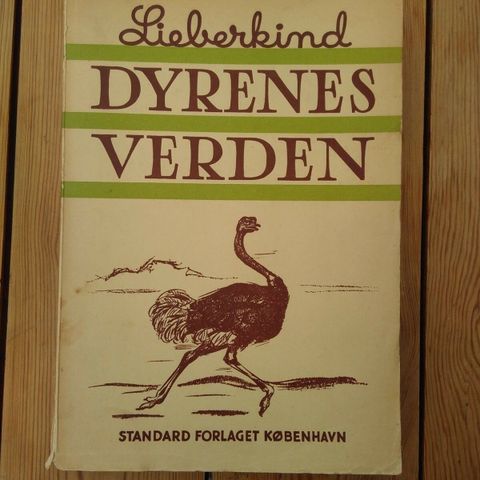 Lieberkind
DYRENES
VERDEN
STANDARD FORLAGET KØBENHAVN